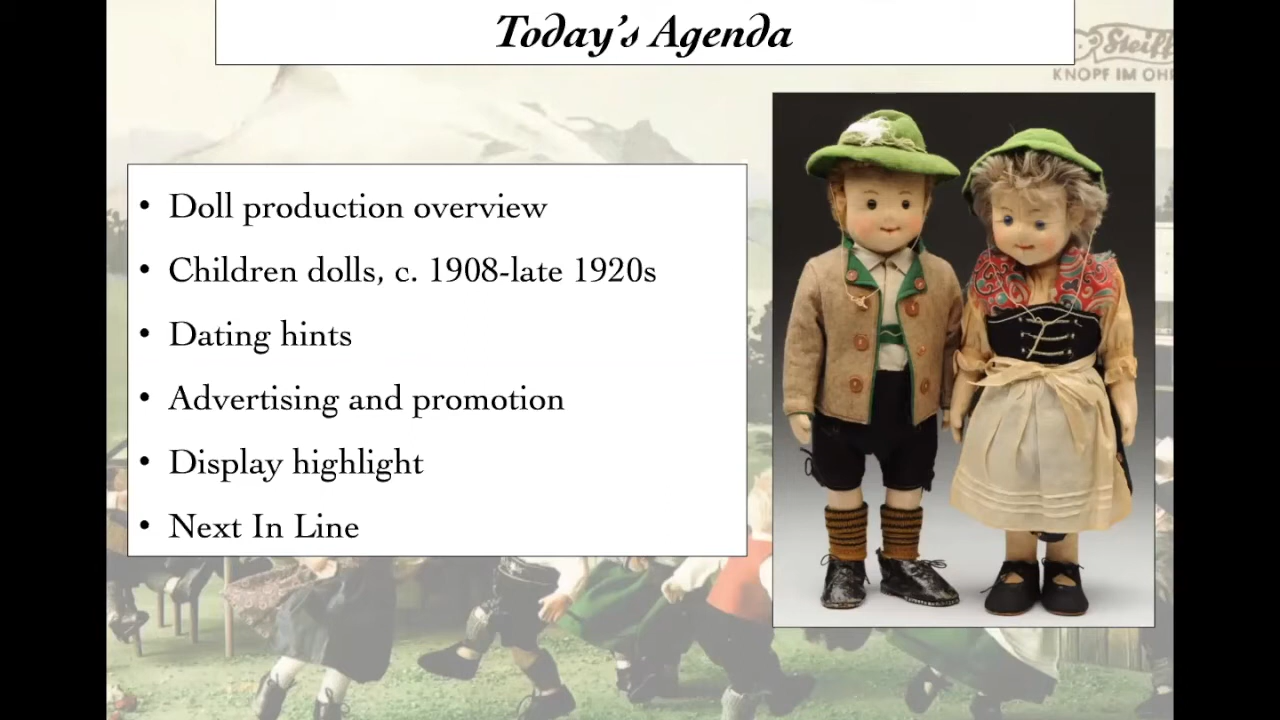 Today's Agenda
Steiff
KNOPF IM OH
• Doll production overview
• Children dolls, c. 1908-late 1920s
• Dating hints
• Advertising and promotion
• Display highlight
• Next In Line